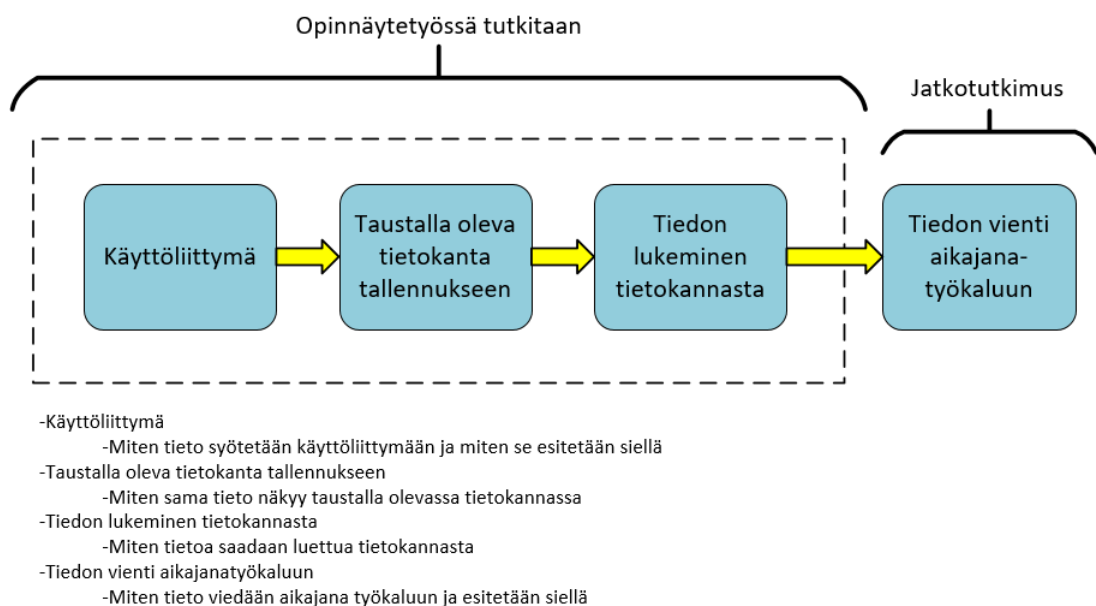 Opinnäytetyössä tutkitaan
Jatkotutkimus
Käyttöliittymä
Taustalla oleva
tietokanta
tallennukseen
Tiedon
lukeminen
tietokannasta
Tiedon vienti
aikajana-
työkaluun
-Käyttöliittymä
-Miten tieto syötetään käyttöliittymään ja miten se esitetään siellä
-Taustalla oleva tietokanta tallennukseen
-Miten sama tieto näkyy taustalla olevassa tietokannassa
-Tiedon lukeminen tietokannasta
-Miten tietoa saadaan luettua tietokannasta
-Tiedon vienti aikajanatyökaluun
-Miten tieto viedään aikajana työkaluun ja esitetään siellä